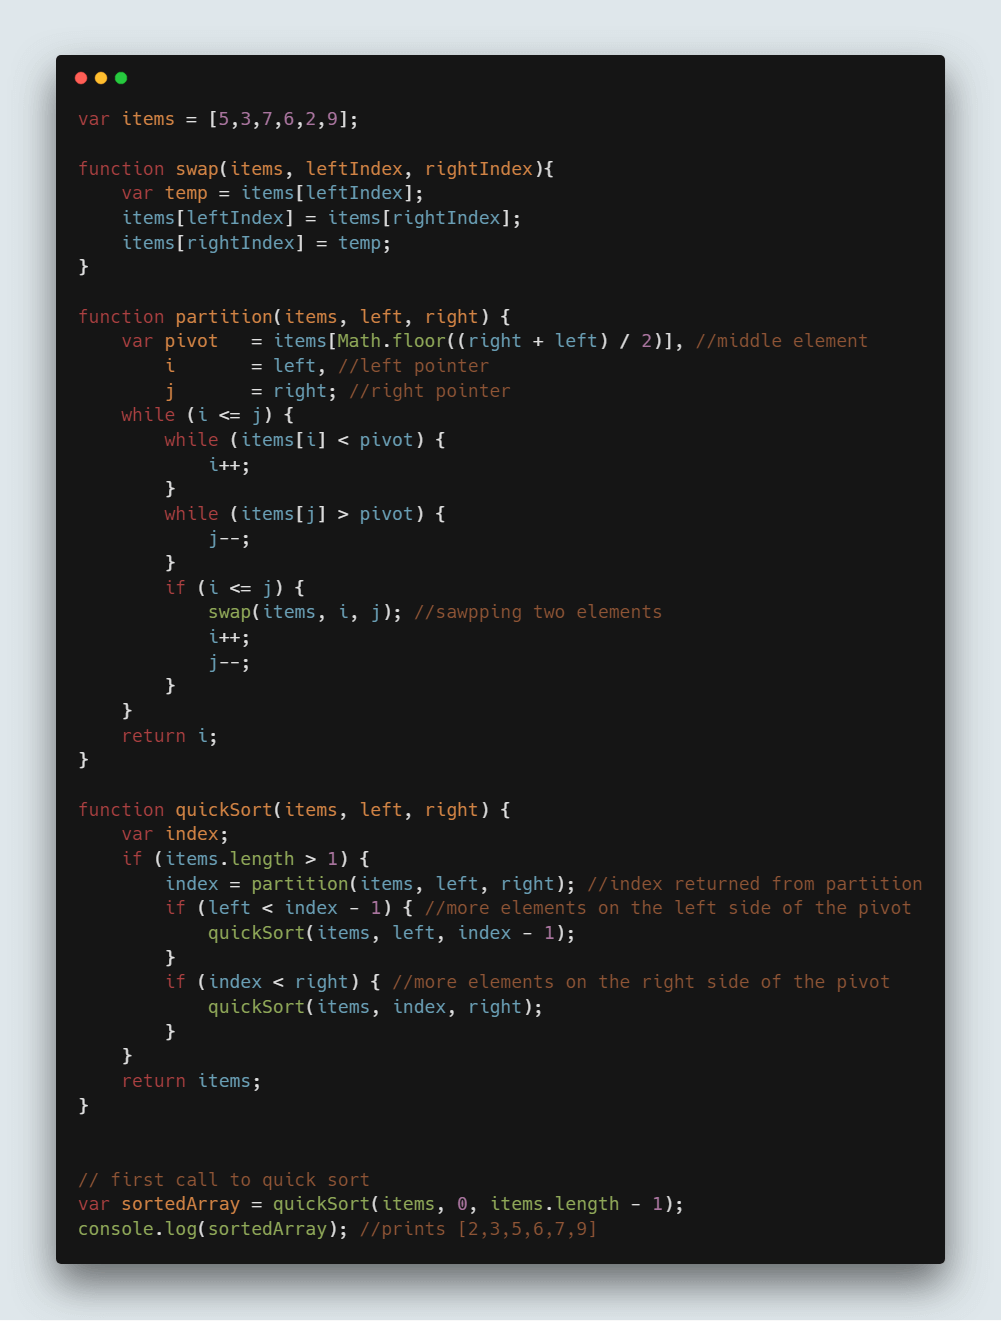 var items = [5,3,7,6,2,9];

function swap(items, leftIndex, rightIndex){
    var temp = items[leftIndex];
    items[leftIndex] = items[rightIndex];
    items[rightIndex] = temp;
}

function partition(items, left, right) {
    var pivot   = items[Math.floor((right + left) / 2)], //middle element
        i       = left, //left pointer
        j       = right; //right pointer
    while (i <= j) {
        while (items[i] < pivot) {
            i++;
        }
        while (items[j] > pivot) {
            j--;
        }
        if (i <= j) {
            swap(items, i, j); //sawpping two elements
            i++;
            j--;
        }
    }
    return i;
}

function quickSort(items, left, right) {
    var index;
    if (items.length > 1) {
        index = partition(items, left, right); //index returned from partition
        if (left < index - 1) { //more elements on the left side of the pivot
            quickSort(items, left, index - 1);
        }
        if (index < right) { //more elements on the right side of the pivot
            quickSort(items, index, right);
        }
    }
    return items;
}


// first call to quick sort
var sortedArray = quickSort(items, 0, items.length - 1);
console.log(sortedArray); //prints [2,3,5,6,7,9]